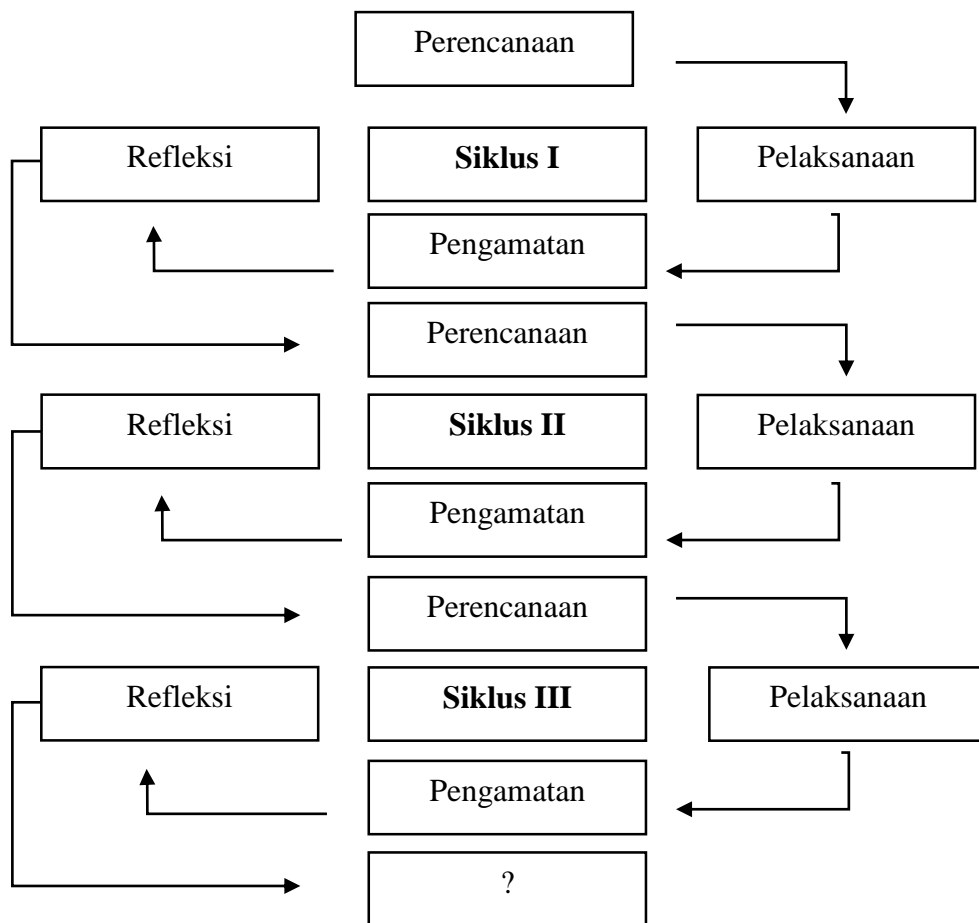 Perencanaan
Refleksi
Siklus I
Pelaksanaan
Pengamatan
Perencanaan
Refleksi
Siklus II
Pelaksanaan
Pengamatan
Perencanaan
Refleksi
Siklus III
Pelaksanaan
Pengamatan
?